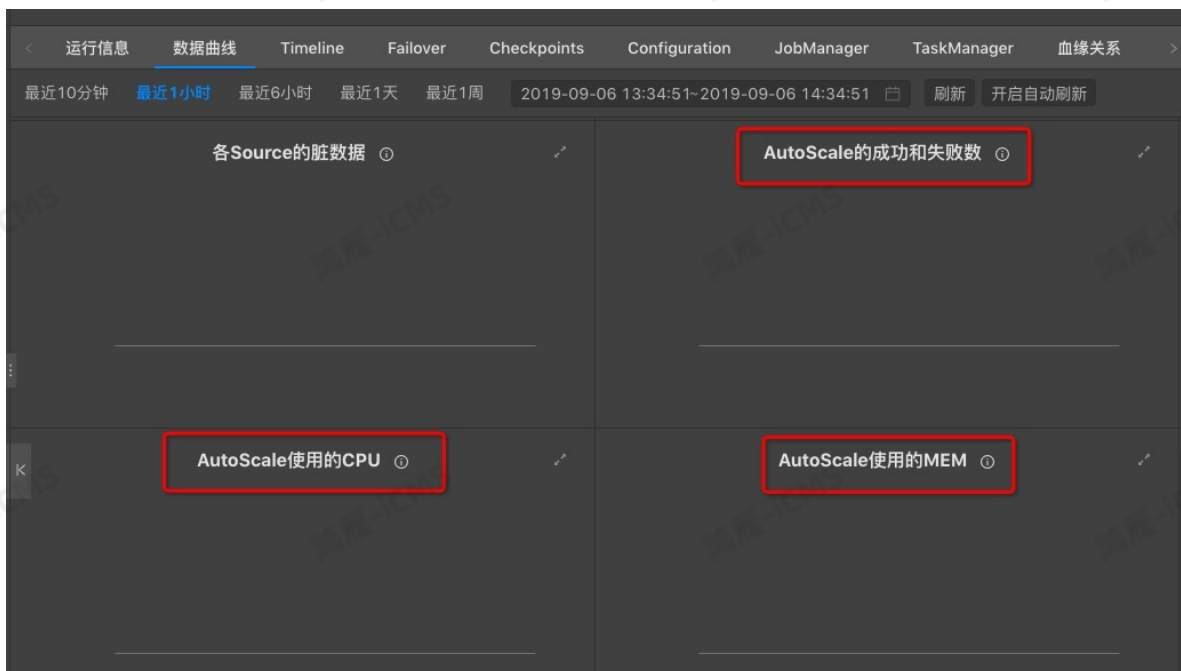 运行信息 数据曲线 Timeline Failover Checkpoints Configuration JobManager TaskManager 血缘关系
最近10分钟 最近1小时 最近6小时 最近1天 最近1周 2019-09-06 13:34:51~2019-09-06 14:34:51 刷新 开启自动刷新
各Source的脏数据 AutoScale的成功和失败数
鸿雁-iCMS 鸿雁-iCMS
AutoScale使用的CPU AutoScale使用的MEM